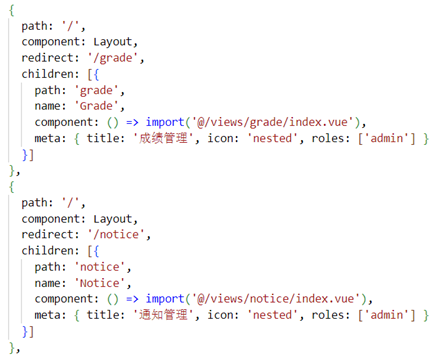 {
path: '/',
component: Layout,
redirect: '/grade',
children: [{
path: 'grade',
name: 'Grade',
component: () => import('@/views/grade/index.vue'),
meta: { title: '成绩管理', icon: 'nested', roles: ['admin'] }
}]
},
{
path: '/',
component: Layout,
redirect: '/notice',
children: [{
path: 'notice',
name: 'Notice',
component: () => import('@/views/notice/index.vue'),
meta: { title: '通知管理', icon: 'nested', roles: ['admin'] }
}]
},